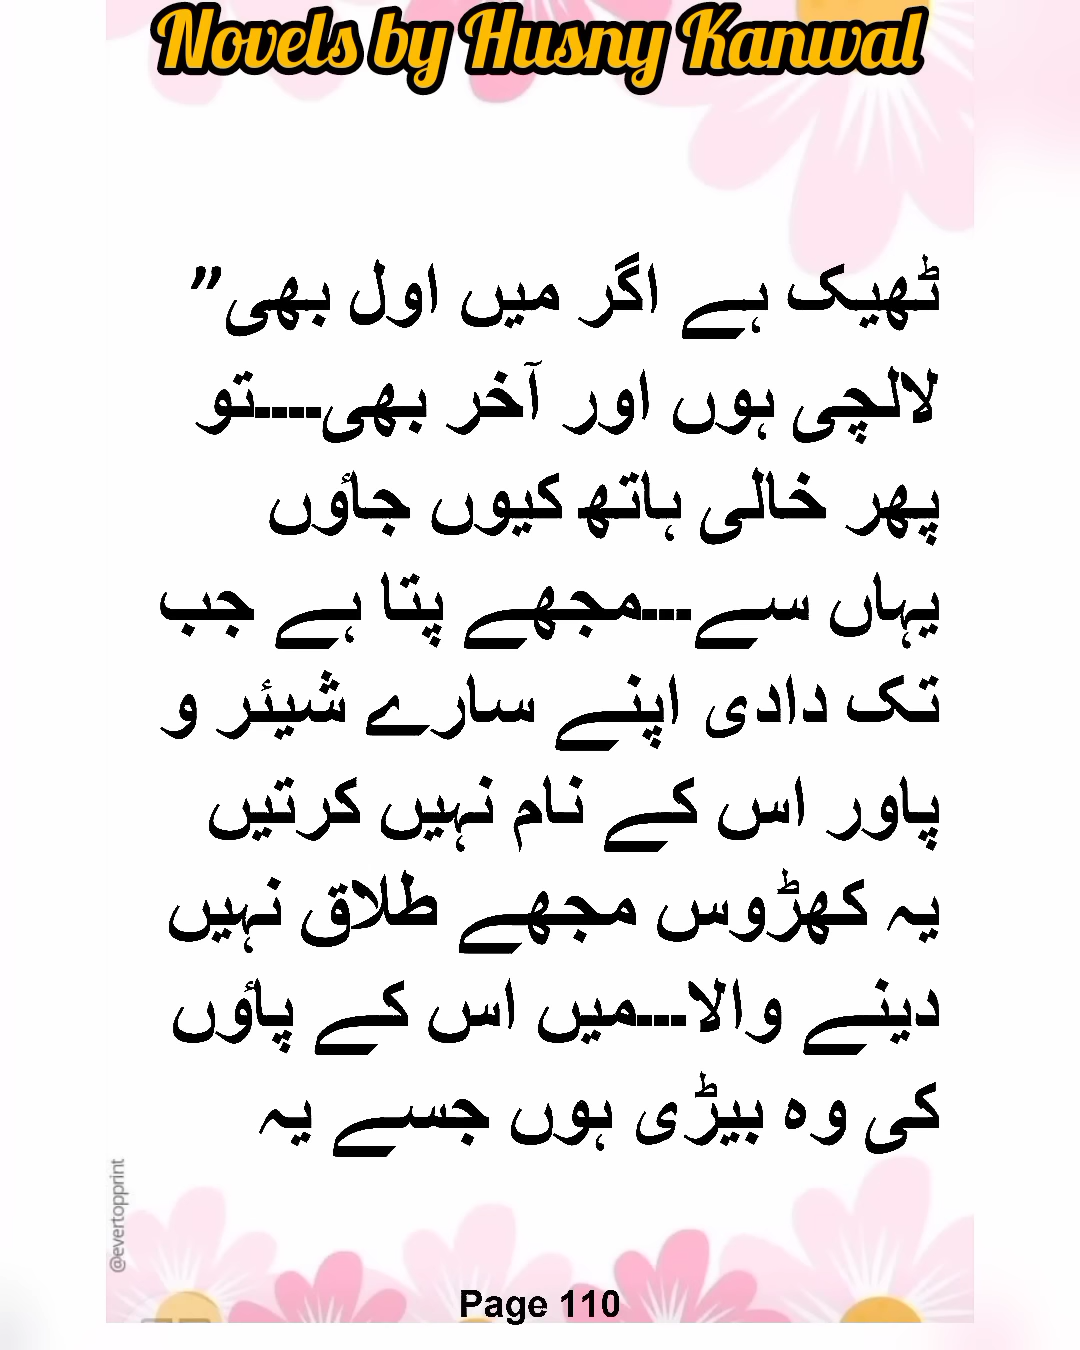 Novels by Husny Kanwal
ٹھیک ہے اگر میں اول بھی”
لالچی ہوں اور آخر بھی----تو
پھر خالی ہاتھ کیوں جاؤں
یہاں سے---مجھے پتا ہے جب
تک دادی اپنے سارے شیئر و
پاور اس کے نام نہیں کرتیں
یہ کھڑوس مجھے طلاق نہیں
دینے والا---میں اس کے پاؤں
کی وہ بیڑی ہوں جسے یہ
@evertopprint
Page 110